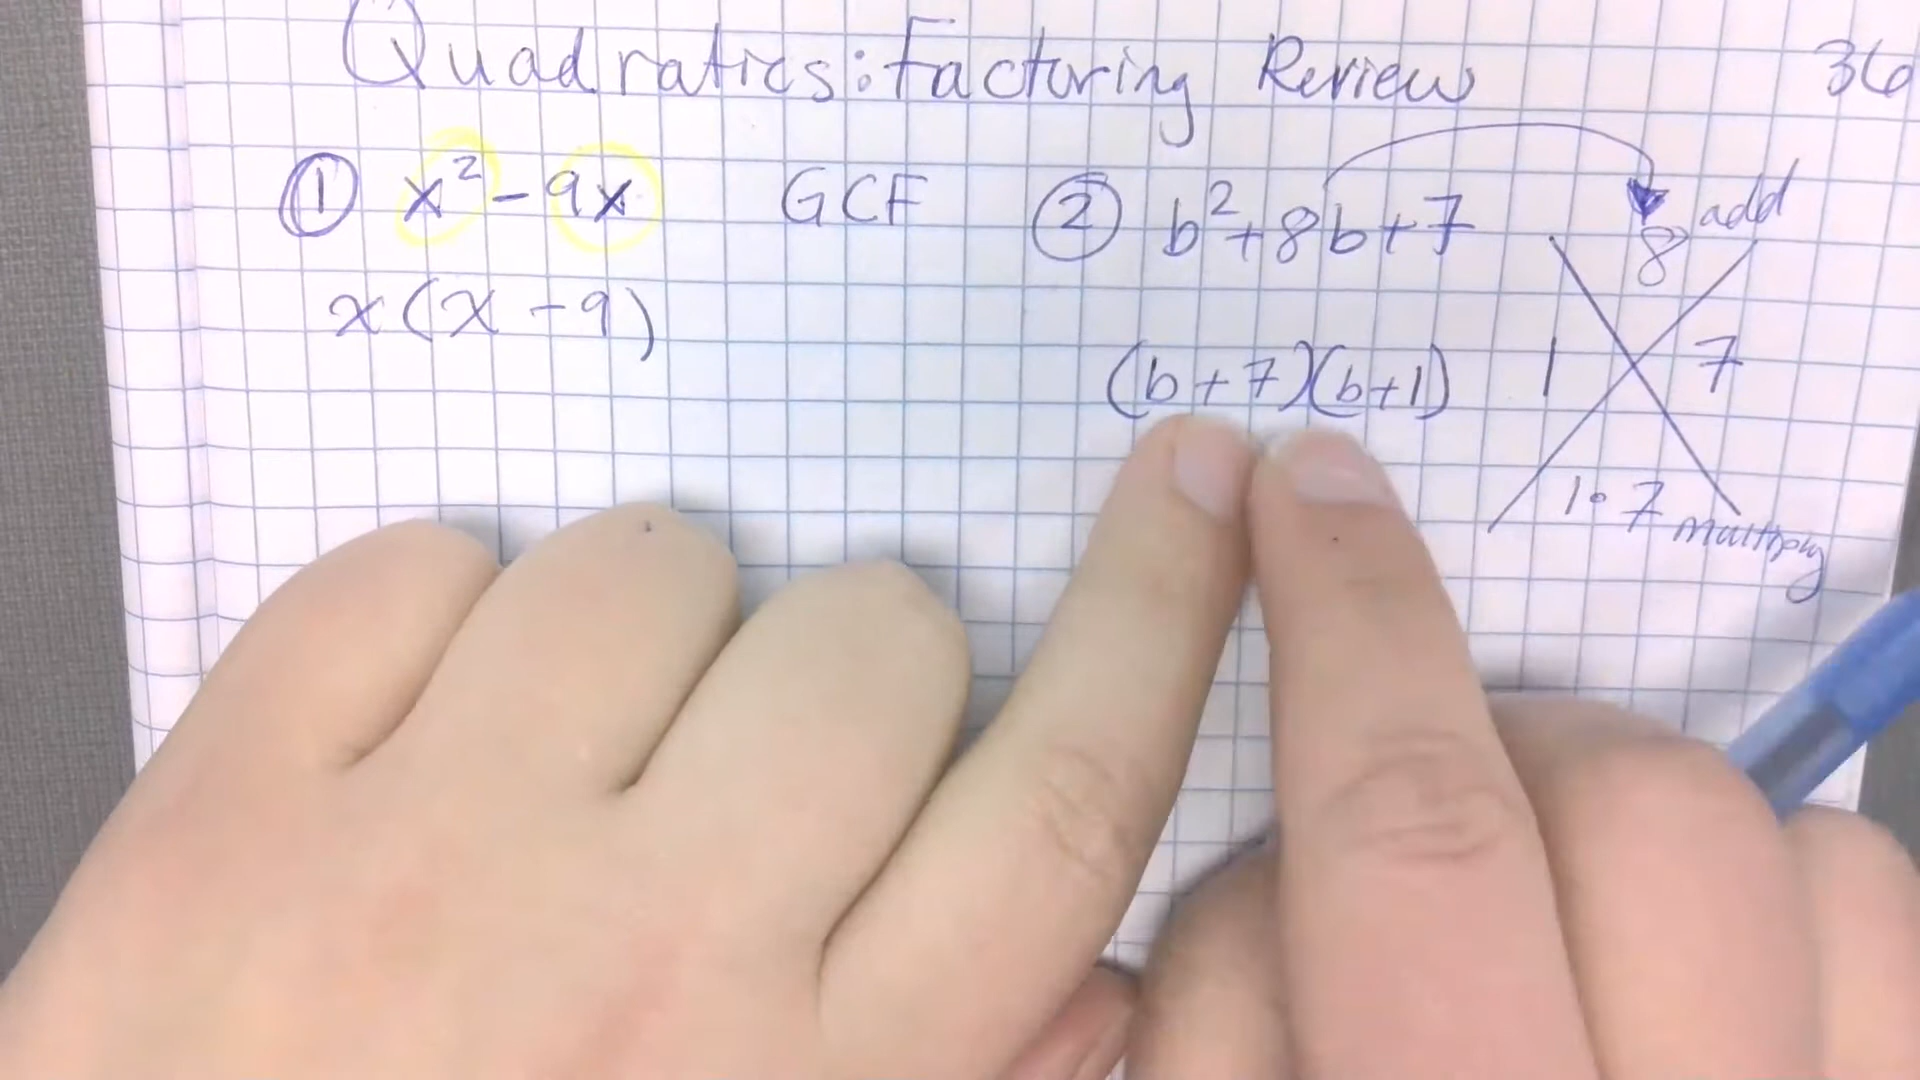 Quadratics: Factoring Review 36
① x² - 9x GCF
x(x - 9)
② b² + 8b + 7
(b + 7)(b + 1)
8 add
1 7
1 • 7 multiply